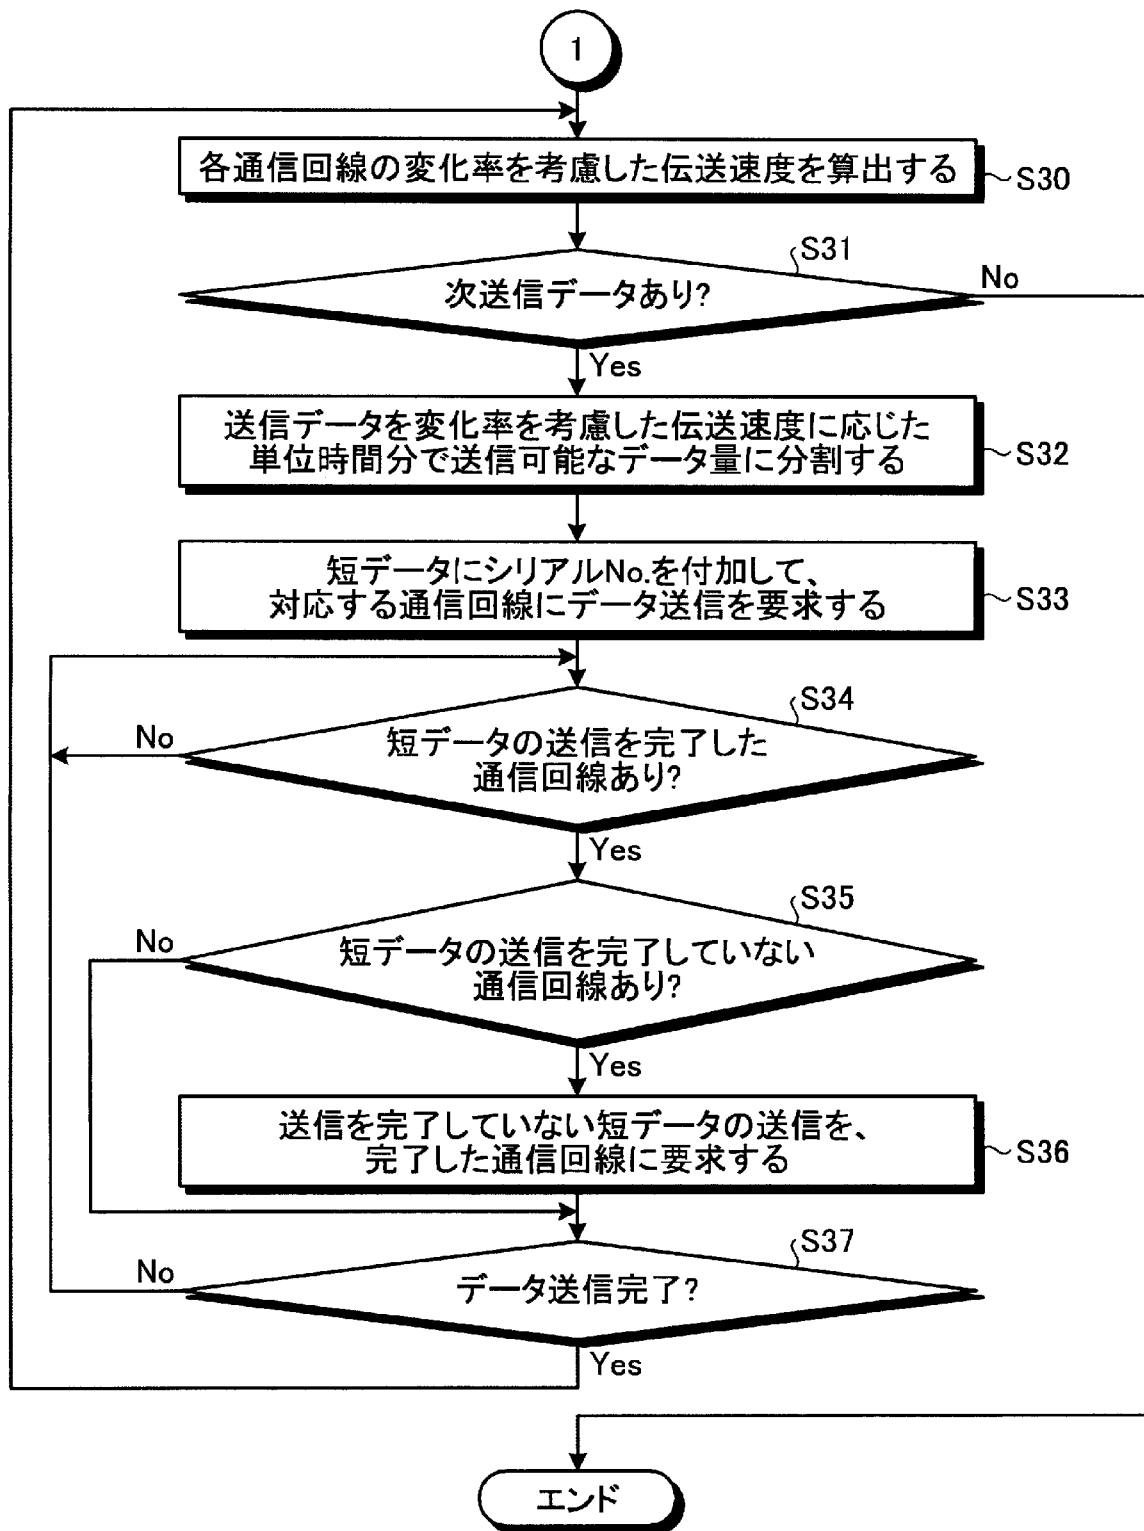 1
各通信回線の変化率を考慮した伝送速度を算出する
S30
S31
次送信データあり?
No
Yes
送信データを変化率を考慮した伝送速度に応じた
単位時間分で送信可能なデータ量に分割する
S32
短データにシリアルNo.を付加して、
対応する通信回線にデータ送信を要求する
S33
S34
No
短データの送信を完了した
通信回線あり?
Yes
S35
No
短データの送信を完了していない
通信回線あり?
Yes
送信を完了していない短データの送信を、
完了した通信回線に要求する
S36
S37
No
データ送信完了?
Yes
エンド